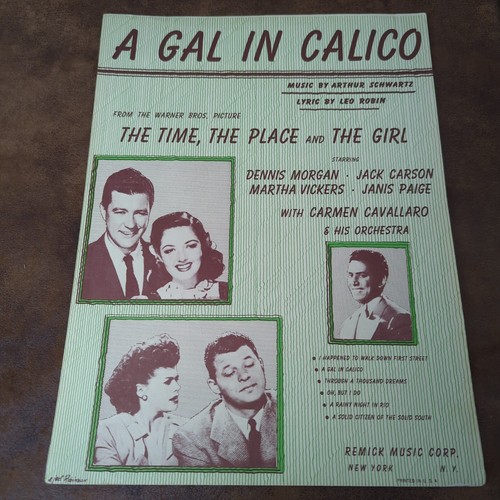 A GAL IN CALICO
MUSIC BY ARTHUR SCHWARTZ
LYRIC BY LEO ROBIN
FROM THE WARNER BROS. PICTURE
THE TIME, THE PLACE AND THE GIRL
STARRING
DENNIS MORGAN · JACK CARSON
MARTHA VICKERS · JANIS PAIGE
WITH CARMEN CAVALLARO
& HIS ORCHESTRA
• I HAPPENED TO WALK DOWN FIRST STREET
• A GAL IN CALICO
• THROUGH A THOUSAND DREAMS
• OH, BUT I DO
• A RAINY NIGHT IN RIO
• A SOLID CITIZEN OF THE SOLID SOUTH
REMICK MUSIC CORP.
NEW YORK N. Y.
PRINTED IN U. S. A.